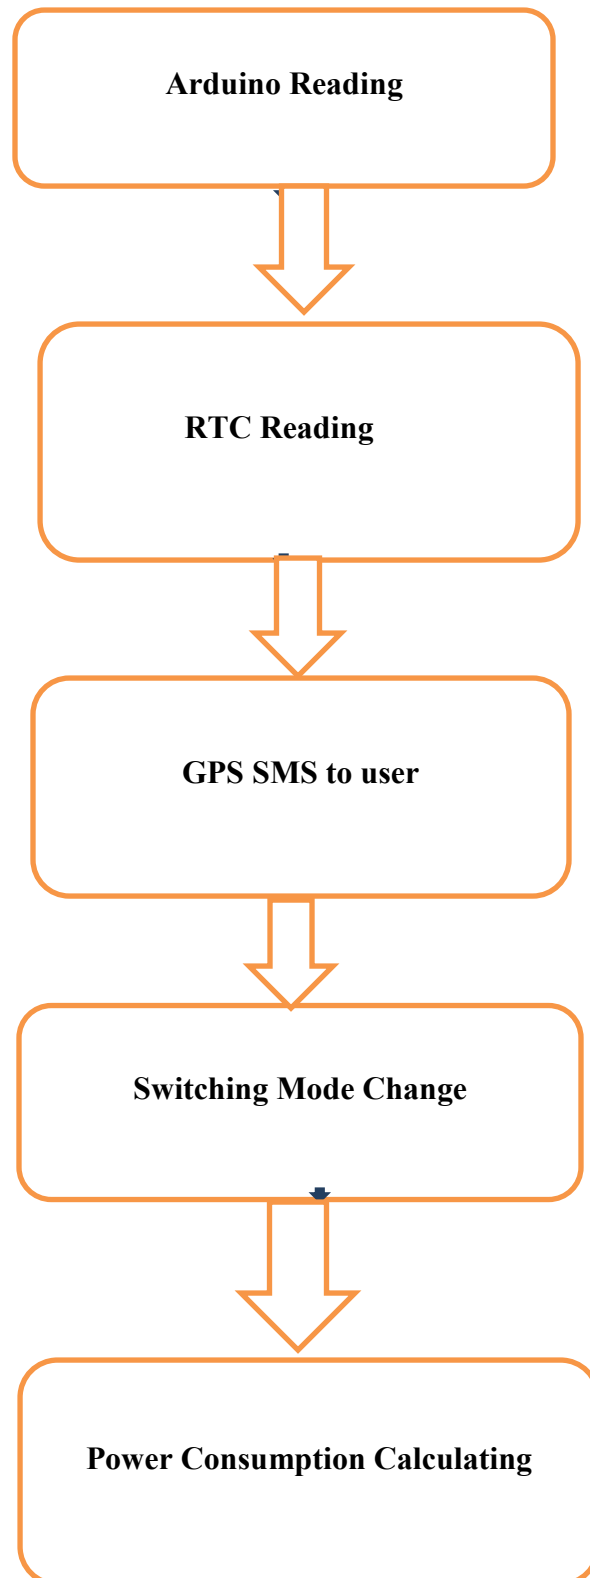 Arduino Reading
RTC Reading
GPS SMS to user
Switching Mode Change
Power Consumption Calculating